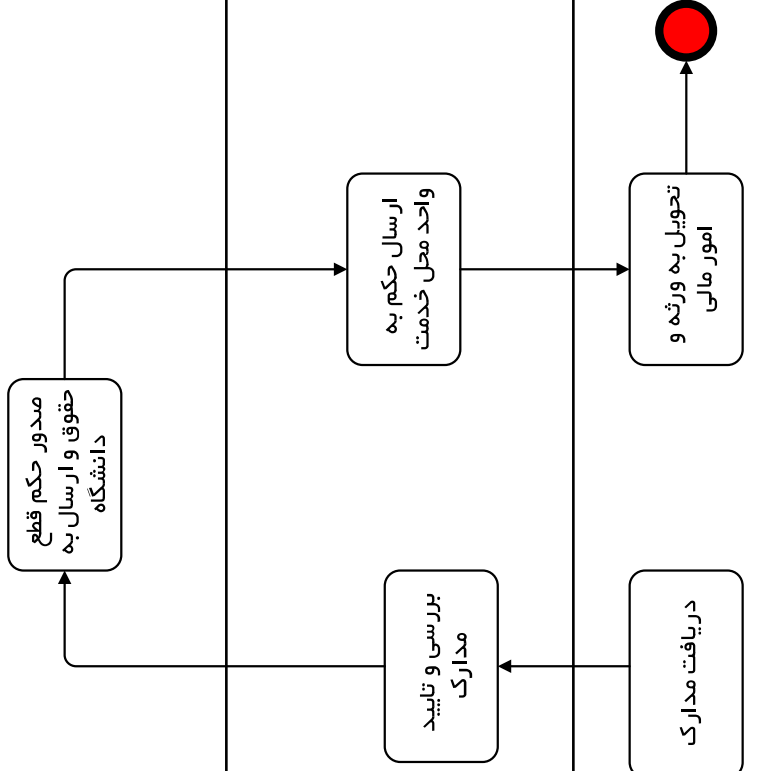 دریافت مدارک
بررسی و تایید
مدارک
صدور حکم قطع
حقوق و ارسال به
دانشگاه
ارسال حکم به
واحد محل خدمت
تحویل به ورثه و
امور مالی